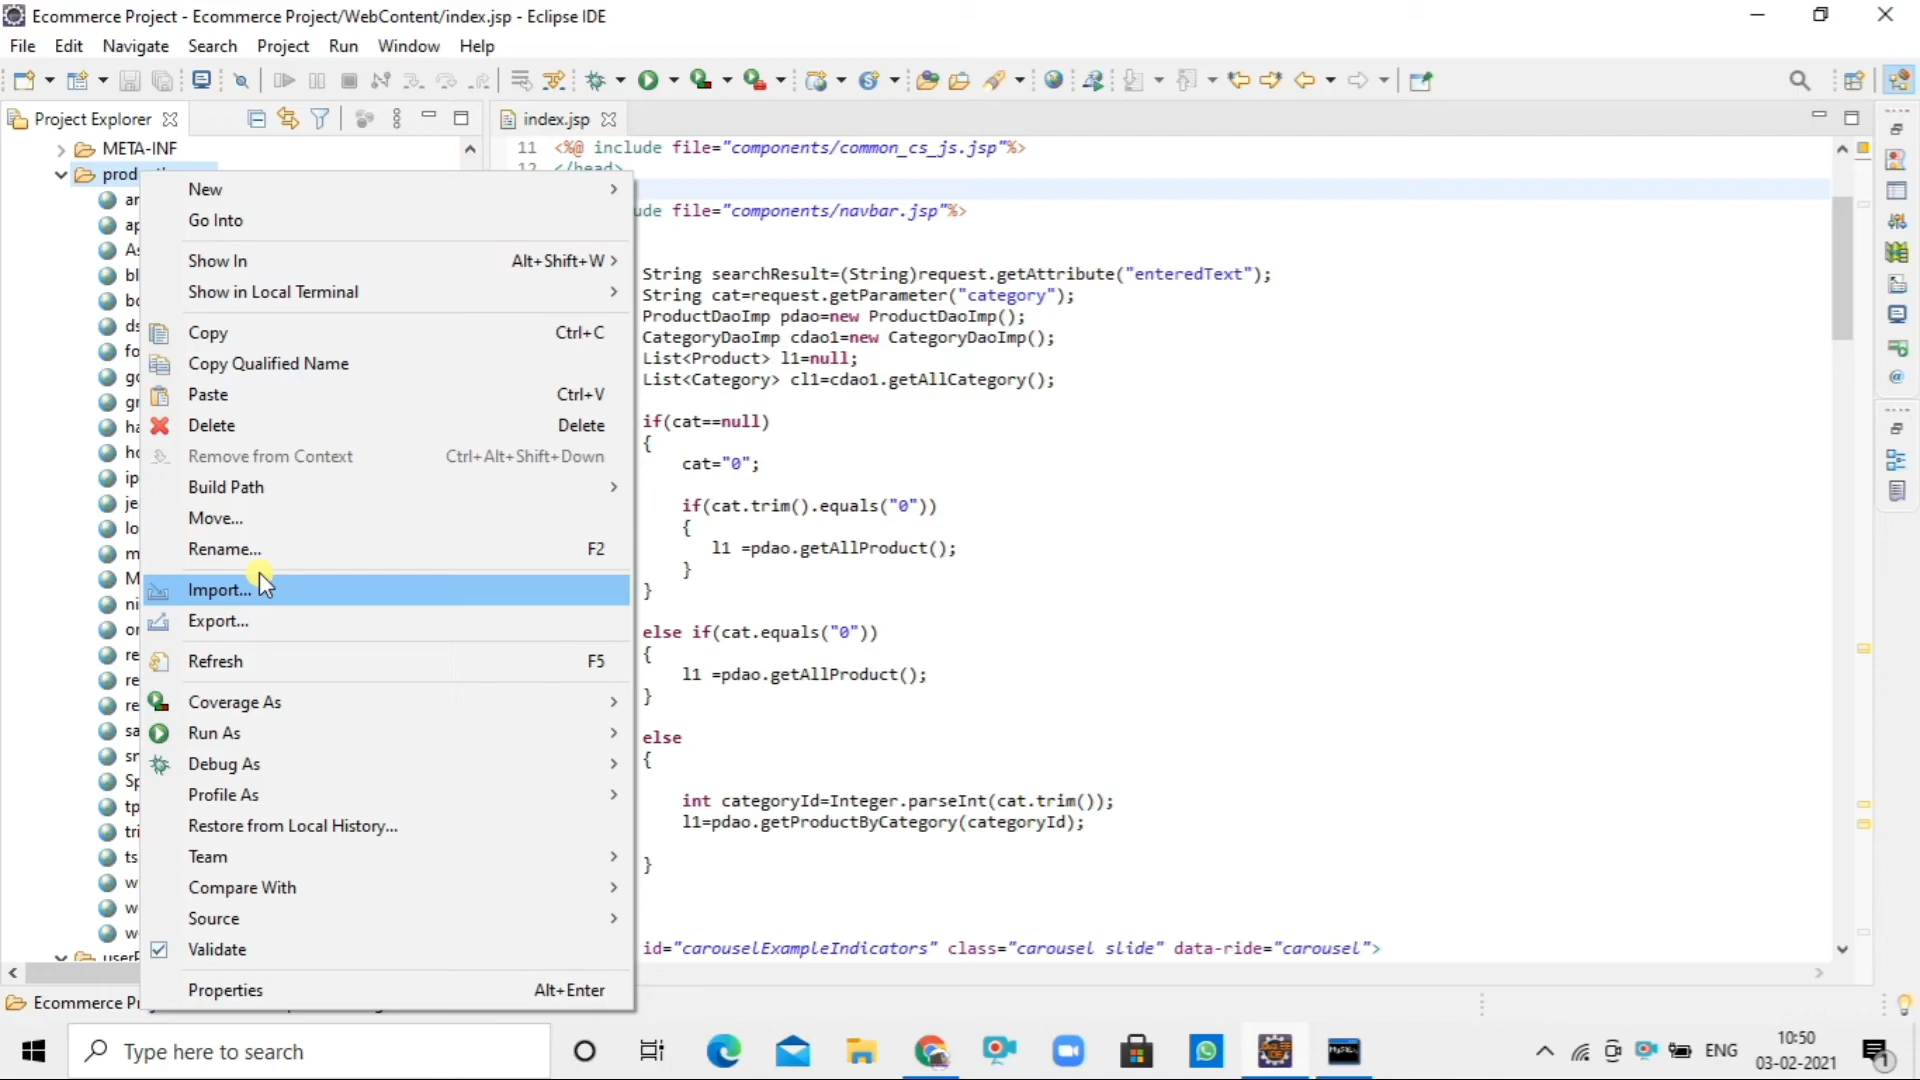 Ecommerce Project - Ecommerce Project/WebContent/index.jsp - Eclipse IDE
File Edit Navigate Search Project Run Window Help
Project Explorer
index.jsp
META-INF
New
Go Into
Show In Alt+Shift+W
Show in Local Terminal
Copy Ctrl+C
Copy Qualified Name
Paste Ctrl+V
Delete Delete
Remove from Context Ctrl+Alt+Shift+Down
Build Path
Move...
Rename... F2
Import...
Export...
Refresh F5
Coverage As
Run As
Debug As
Profile As
Restore from Local History...
Team
Compare With
Source
Validate
Properties Alt+Enter
11 <%@ include file="components/common_cs_js.jsp"%>
12 </head>
ude file="components/navbar.jsp"%>
String searchResult=(String)request.getAttribute("enteredText");
String cat=request.getParameter("category");
ProductDaoImp pdao=new ProductDaoImp();
CategoryDaoImp cdao1=new CategoryDaoImp();
List<Product> l1=null;
List<Category> cl1=cdao1.getAllCategory();
if(cat==null)
{
cat="0";
if(cat.trim().equals("0"))
{
l1 =pdao.getAllProduct();
}
}
else if(cat.equals("0"))
{
l1 =pdao.getAllProduct();
}
else
{
int categoryId=Integer.parseInt(cat.trim());
l1=pdao.getProductByCategory(categoryId);
}
id="carouselExampleIndicators" class="carousel slide" data-ride="carousel">
Ecommerce Pr
Type here to search
ENG
10:50
03-02-2021
1